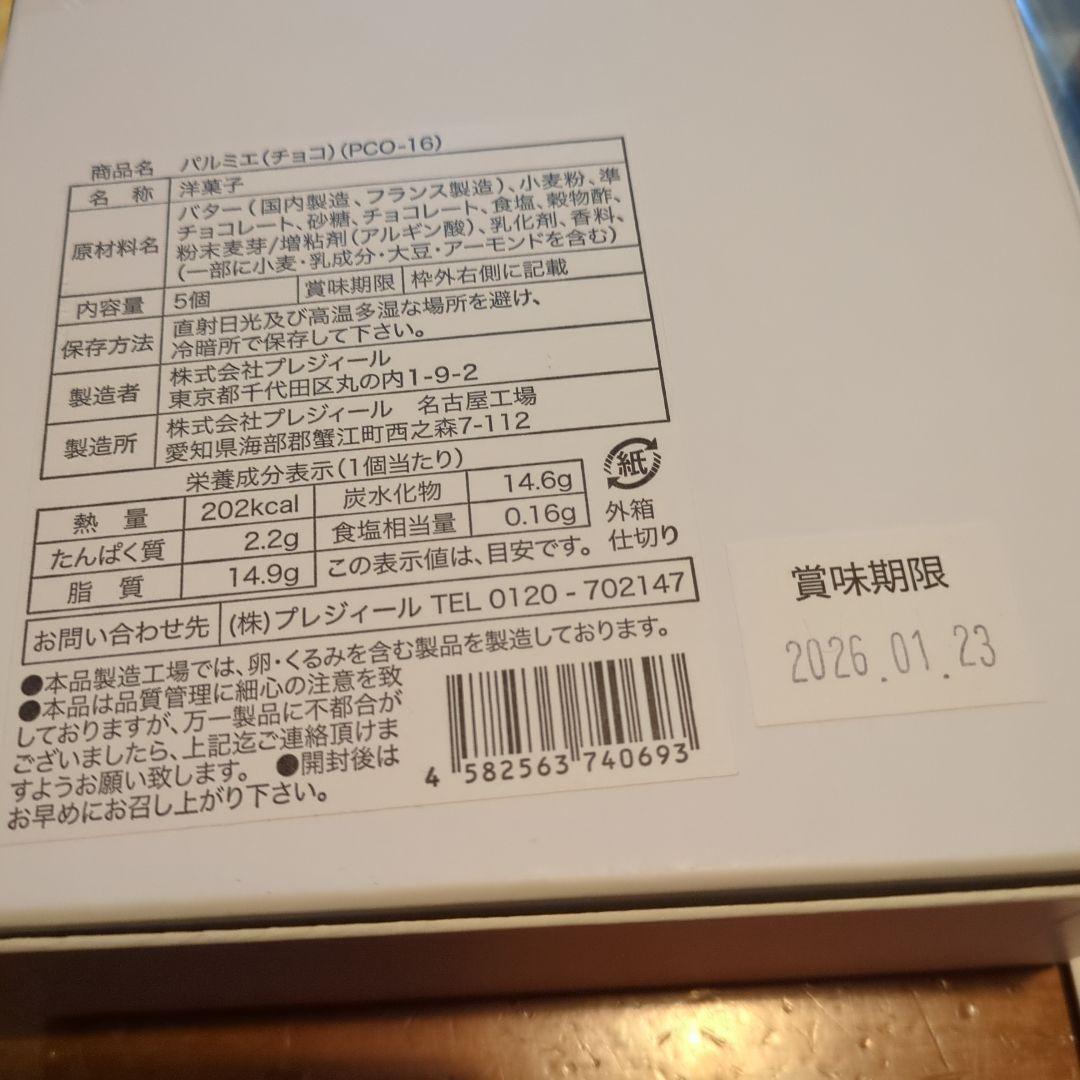 商品名 パルミエ(チョコ)(PCO-16)
名 称 洋菓子
原材料名 バター(国内製造、フランス製造)、小麦粉、準
チョコレート、砂糖、チョコレート、食塩、穀物酢、
粉末麦芽/増粘剤(アルギン酸)、乳化剤、香料、
(一部に小麦・乳成分・大豆・アーモンドを含む)
内容量 5個 賞味期限 枠外右側に記載
保存方法 直射日光及び高温多湿な場所を避け、
冷暗所で保存して下さい。
製造者 株式会社プレジィール
東京都千代田区丸の内1-9-2
製造所 株式会社プレジィール 名古屋工場
愛知県海部郡蟹江町西之森7-112
栄養成分表示(1個当たり)
熱 量 202kcal 炭水化物 14.6g
たんぱく質 2.2g 食塩相当量 0.16g
脂 質 14.9g この表示値は、目安です。
紙
外箱
仕切り
お問い合わせ先 (株)プレジィール TEL 0120-702147
●本品製造工場では、卵・くるみを含む製品を製造しております。
●本品は品質管理に細心の注意を致
しておりますが、万一製品に不都合が
ございましたら、上記迄ご連絡頂けま
すようお願い致します。 ●開封後は
お早めにお召し上がり下さい。
4 582563 740693
賞味期限
2026.01.23